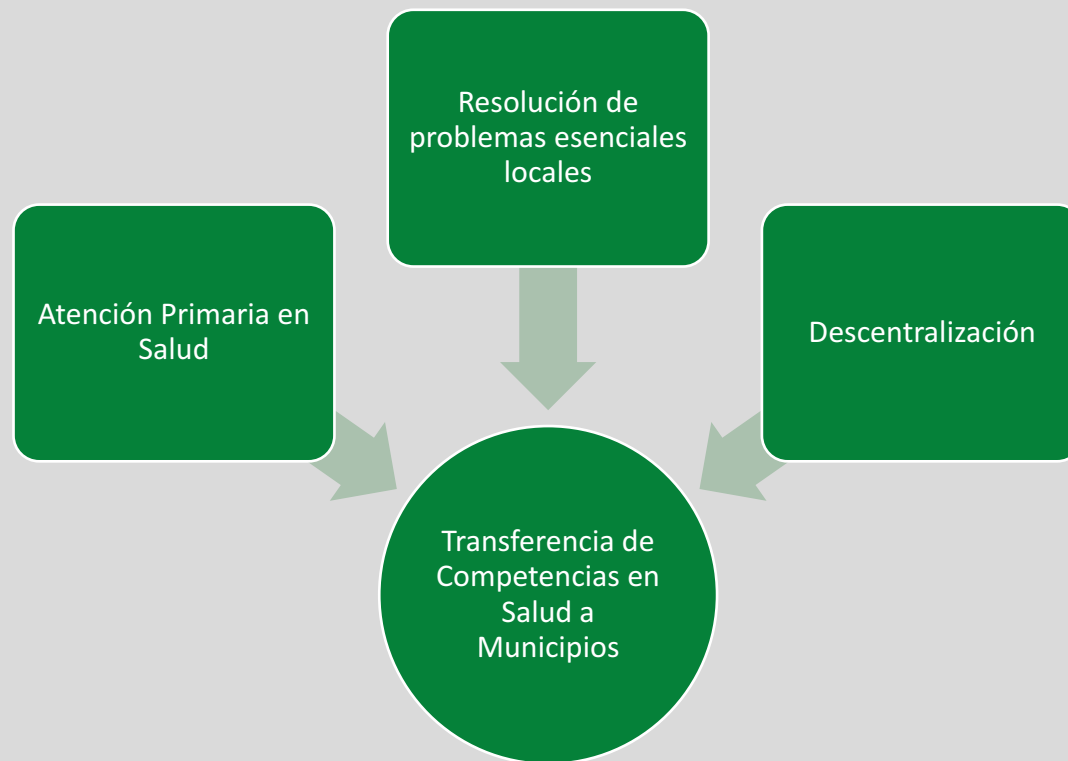 Resolución de
problemas esenciales
locales
Atención Primaria en
Salud
Descentralización
Transferencia de
Competencias en
Salud a
Municipios